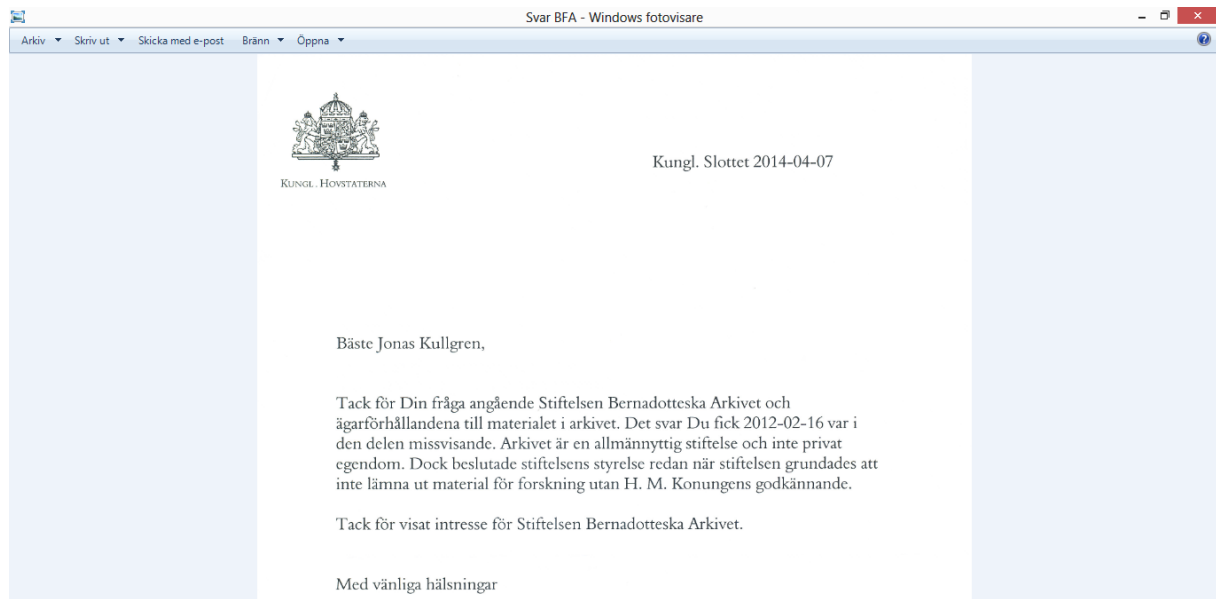 Svar BFA - Windows fotovisare
Arkiv Skriv ut Skicka med e-post Bränn Öppna
Kungl. Slottet 2014-04-07
KUNGL. HOVSTATERNA
Bäste Jonas Kullgren,
Tack för Din fråga angående Stiftelsen Bernadotteska Arkivet och
ägarförhållandena till materialet i arkivet. Det svar Du fick 2012-02-16 var i
den delen missvisande. Arkivet är en allmännyttig stiftelse och inte privat
egendom. Dock beslutade stiftelsens styrelse redan när stiftelsen grundades att
inte lämna ut material för forskning utan H. M. Konungens godkännande.
Tack för visat intresse för Stiftelsen Bernadotteska Arkivet.
Med vänliga hälsningar